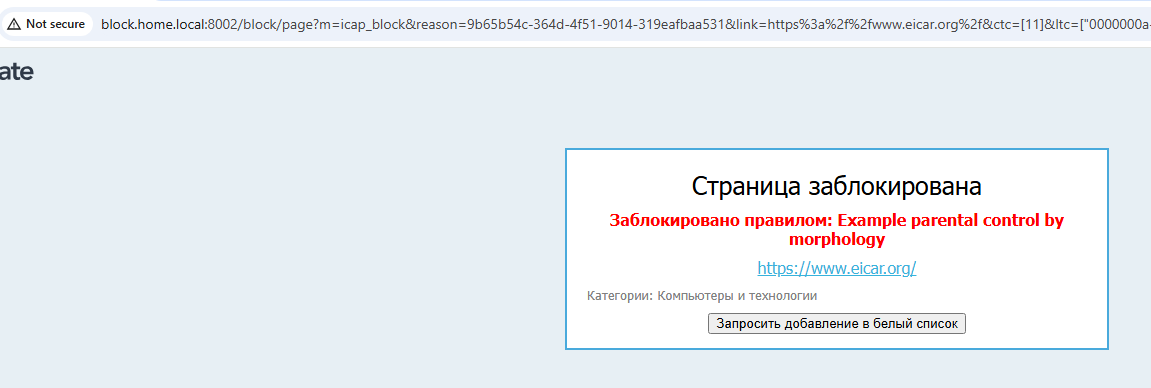 Not secure block.home.local:8002/block/page?m=icap_block&reason=9b65b54c-364d-4f51-9014-319eafbaa531&link=https%3a%2f%2fwww.eicar.org%2f&ctc=[11]&ltc=["0000000a-
ate
Страница заблокирована
Заблокировано правилом: Example parental control by
morphology
https://www.eicar.org/
Категории: Компьютеры и технологии
Запросить добавление в белый список